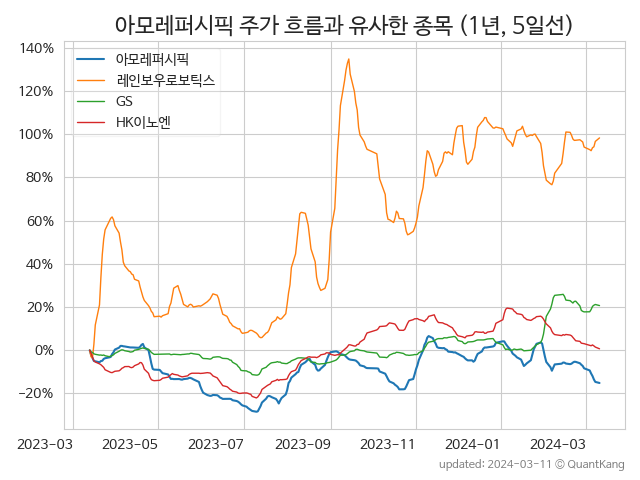 아모레퍼시픽 주가 흐름과 유사한 종목 (1년, 5일선)
140%
120%
100%
80%
60%
40%
20%
0%
−20%
아모레퍼시픽
레인보우로보틱스
GS
HK이노엔
2023-03 2023-05 2023-07 2023-09 2023-11 2024-01 2024-03
updated: 2024-03-11 © QuantKang